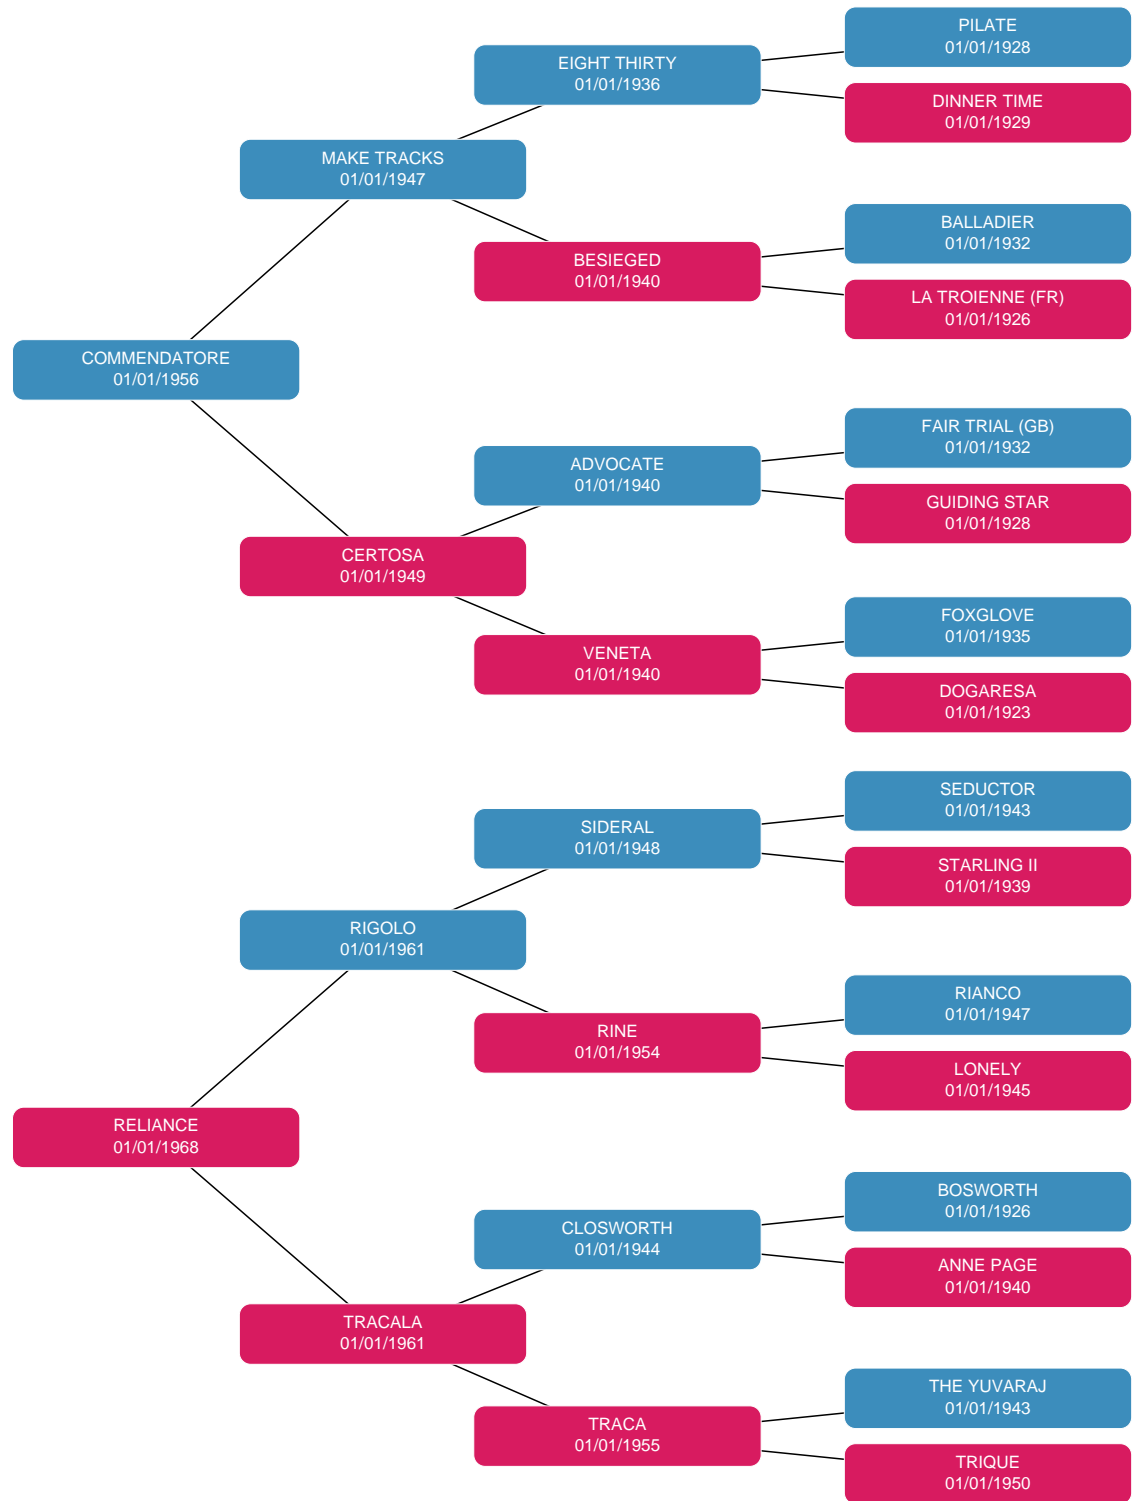 PILATE
01/01/1928
EIGHT THIRTY
01/01/1936
DINNER TIME
01/01/1929
MAKE TRACKS
01/01/1947
BALLADIER
01/01/1932
BESIEGED
01/01/1940
LA TROIENNE (FR)
01/01/1926
COMMENDATORE
01/01/1956
FAIR TRIAL (GB)
01/01/1932
ADVOCATE
01/01/1940
GUIDING STAR
01/01/1928
CERTOSA
01/01/1949
FOXGLOVE
01/01/1935
VENETA
01/01/1940
DOGARESA
01/01/1923
SEDUCTOR
01/01/1943
SIDERAL
01/01/1948
STARLING II
01/01/1939
RIGOLO
01/01/1961
RIANCO
01/01/1947
RINE
01/01/1954
LONELY
01/01/1945
RELIANCE
01/01/1968
BOSWORTH
01/01/1926
CLOSWORTH
01/01/1944
ANNE PAGE
01/01/1940
TRACALA
01/01/1961
THE YUVARAJ
01/01/1943
TRACA
01/01/1955
TRIQUE
01/01/1950